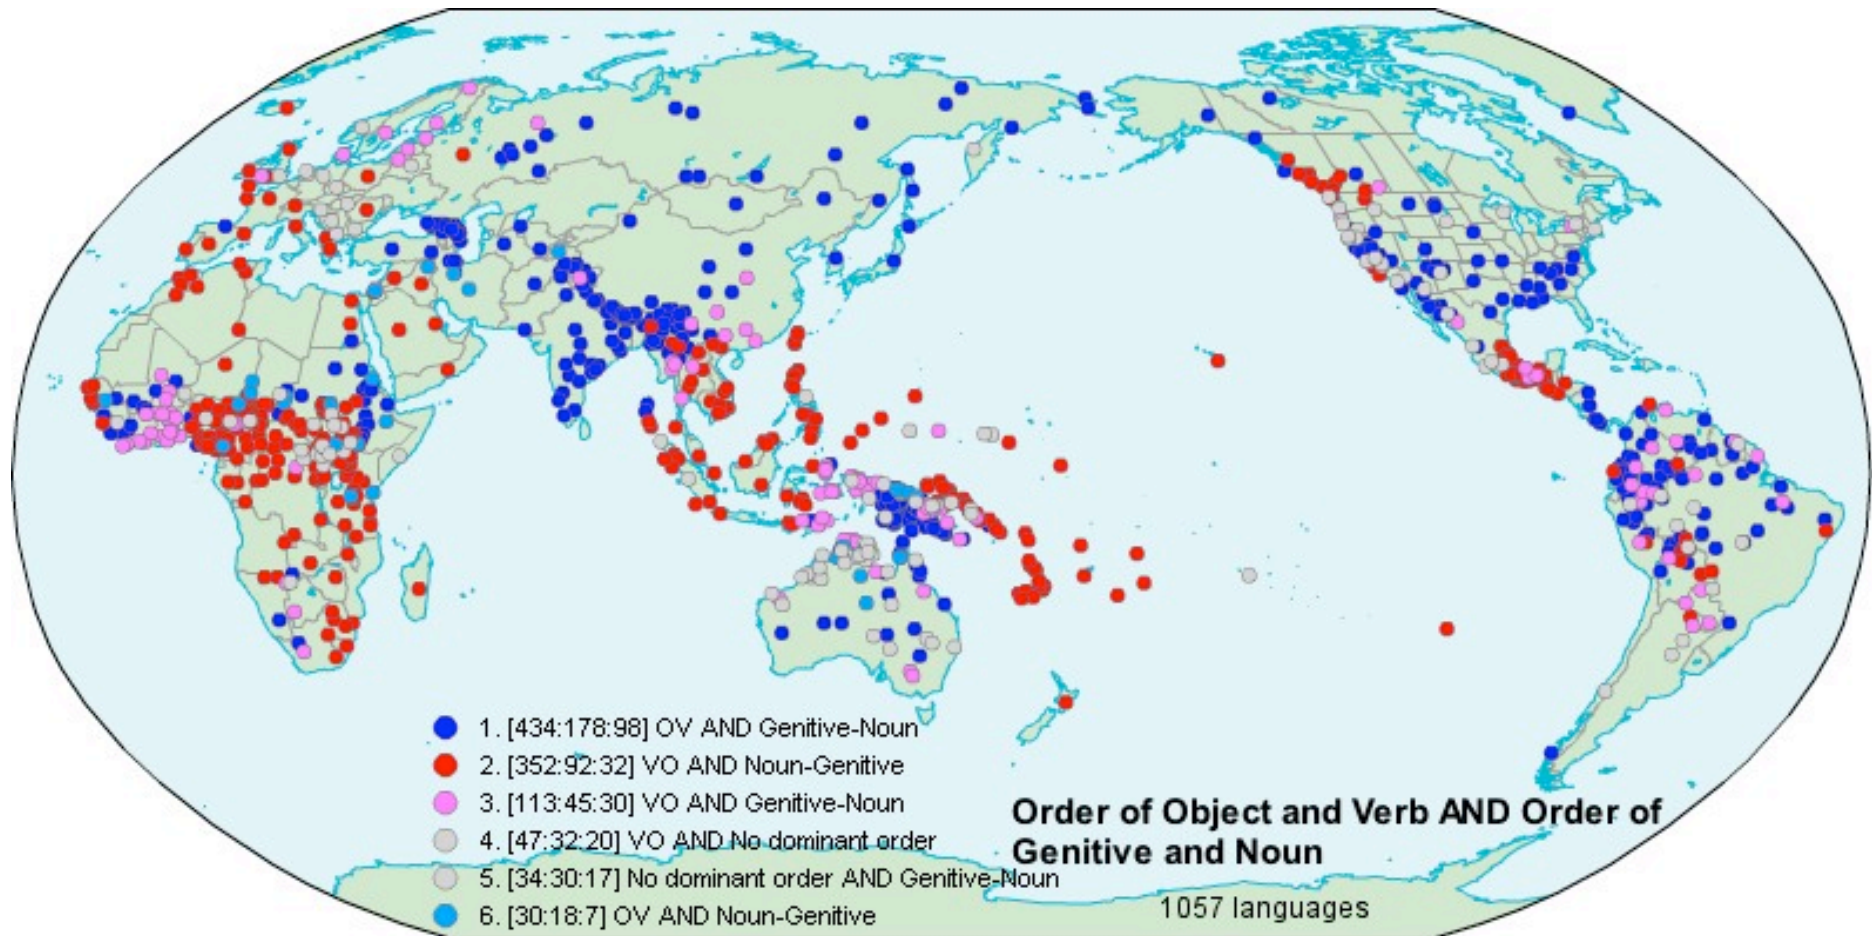 1. [434:178:98] OV AND Genitive-Noun
2. [352:92:32] VO AND Noun-Genitive
3. [113:45:30] VO AND Genitive-Noun
4. [47:32:20] VO AND No dominant order
5. [34:30:17] No dominant order AND Genitive-Noun
6. [30:18:7] OV AND Noun-Genitive
Order of Object and Verb AND Order of
Genitive and Noun
1057 languages